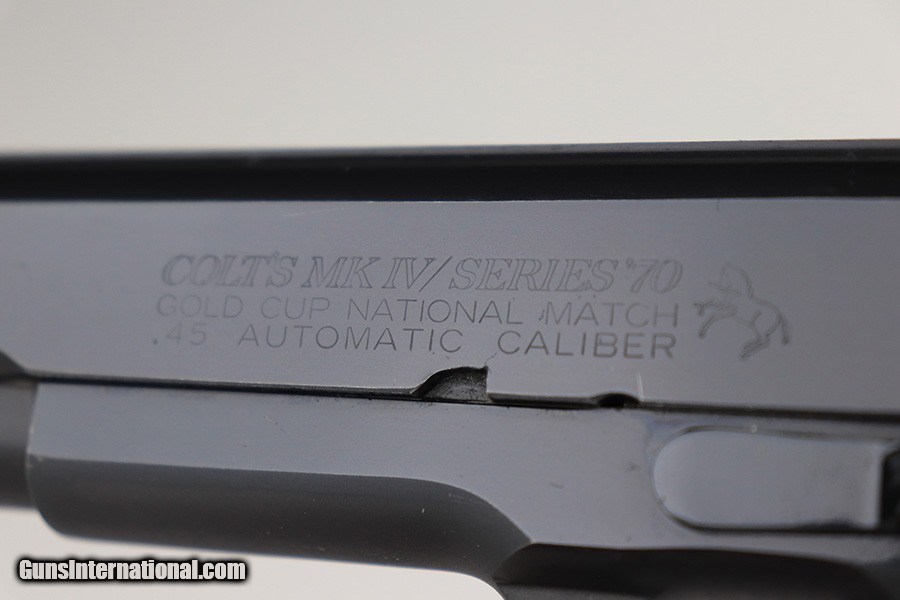 COLT'S MK IV/SERIES '70
GOLD CUP NATIONAL MATCH
.45 AUTOMATIC CALIBER
GunsInternational.com